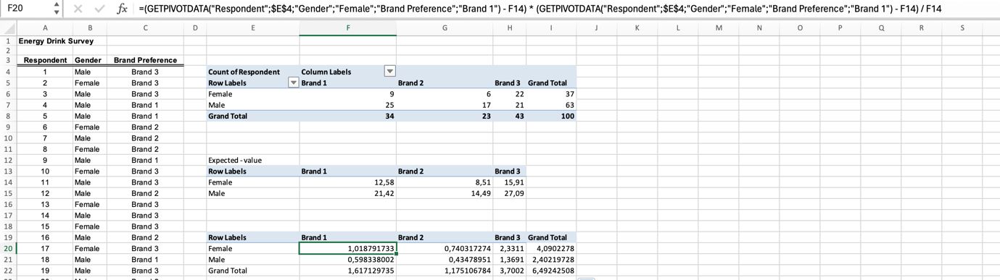 F20 fx =(GETPIVOTDATA("Respondent";$E$4;"Gender";"Female";"Brand Preference";"Brand 1") - F14) * (GETPIVOTDATA("Respondent";$E$4;"Gender";"Female";"Brand Preference";"Brand 1") - F14) / F14
A B C D E F G H I J K L M N O P Q R S
1 Energy Drink Survey
2
3 Respondent Gender Brand Preference
4 1 Male Brand 3 Count of Respondent Column Labels
5 2 Female Brand 3 Row Labels Brand 1 Brand 2 Brand 3 Grand Total
6 3 Male Brand 3 Female 9 6 22 37
7 4 Male Brand 1 Male 25 17 21 63
8 5 Male Brand 1 Grand Total 34 23 43 100
9 6 Female Brand 2
10 7 Male Brand 2
11 8 Female Brand 2
12 9 Male Brand 1 Expected - value
13 10 Female Brand 3 Row Labels Brand 1 Brand 2 Brand 3
14 11 Male Brand 3 Female 12,58 8,51 15,91
15 12 Male Brand 2 Male 21,42 14,49 27,09
16 13 Female Brand 3
17 14 Male Brand 3
18 15 Female Brand 3
19 16 Male Brand 2 Row Labels Brand 1 Brand 2 Brand 3 Grand Total
20 17 Female Brand 3 Female 1,018791733 0,740317274 2,3311 4,0902278
21 18 Male Brand 1 Male 0,598338002 0,43478951 1,3691 2,40219728
22 19 Male Brand 3 Grand Total 1,617129735 1,175106784 3,7002 6,49242508